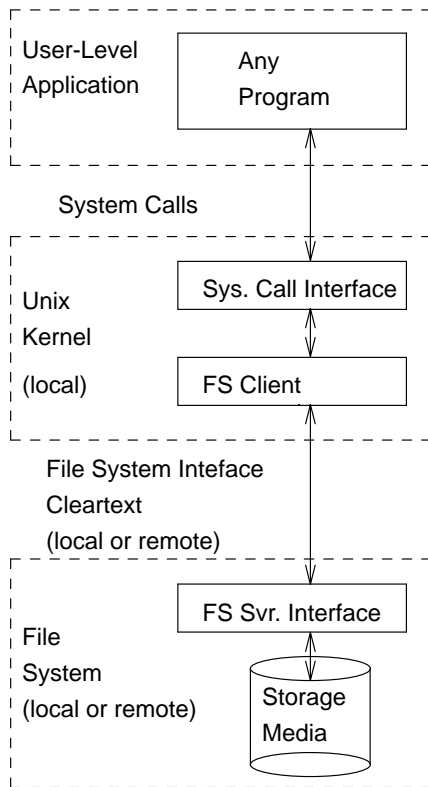 User-Level
Application
Any
Program
System Calls
Unix
Kernel
(local)
Sys. Call Interface
FS Client
File System Inteface
Cleartext
(local or remote)
File
System
(local or remote)
FS Svr. Interface
Storage
Media